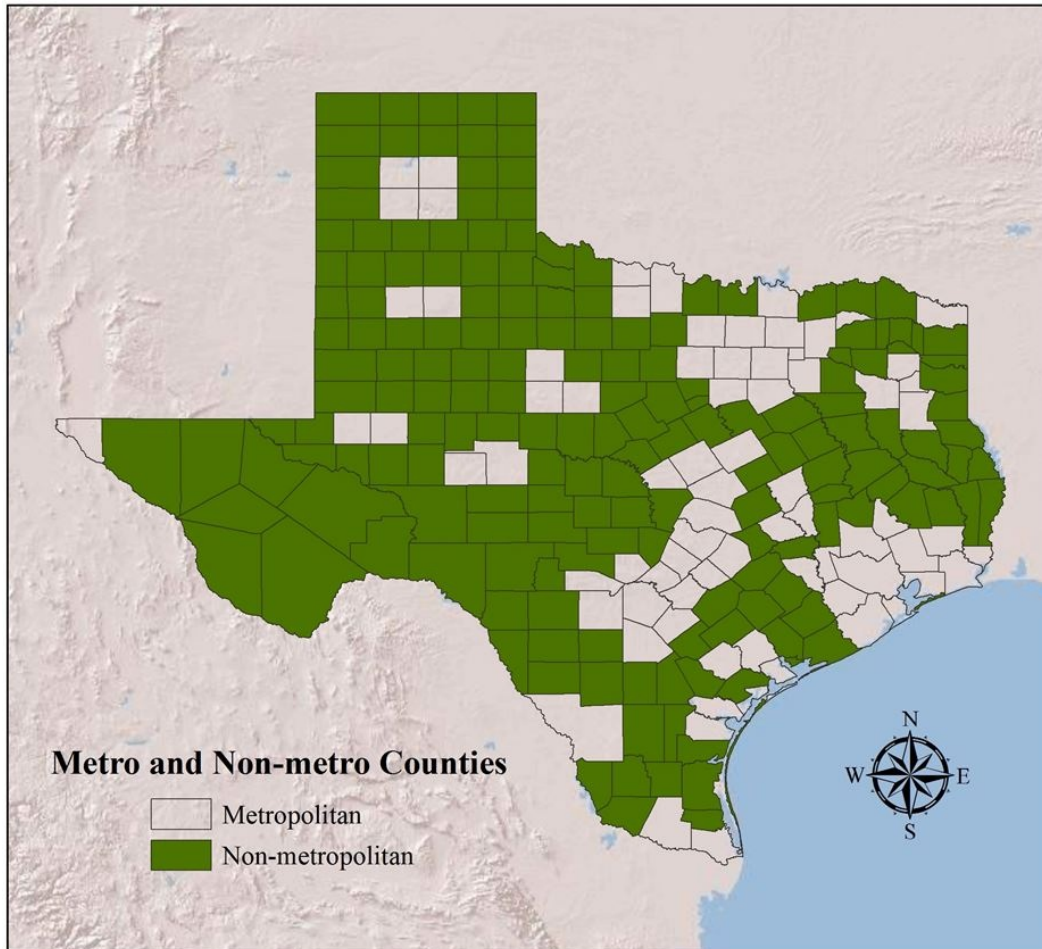 Metro and Non-metro Counties
Metropolitan
Non-metropolitan
N
W E
S